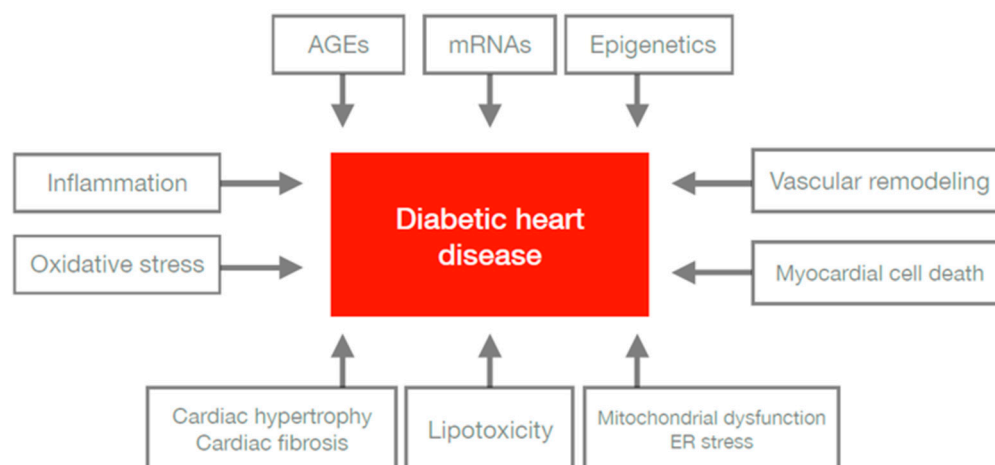 AGEs
mRNAs
Epigenetics
Inflammation
Oxidative stress
Diabetic heart
disease
Vascular remodeling
Myocardial cell death
Cardiac hypertrophy
Cardiac fibrosis
Lipotoxicity
Mitochondrial dysfunction
ER stress